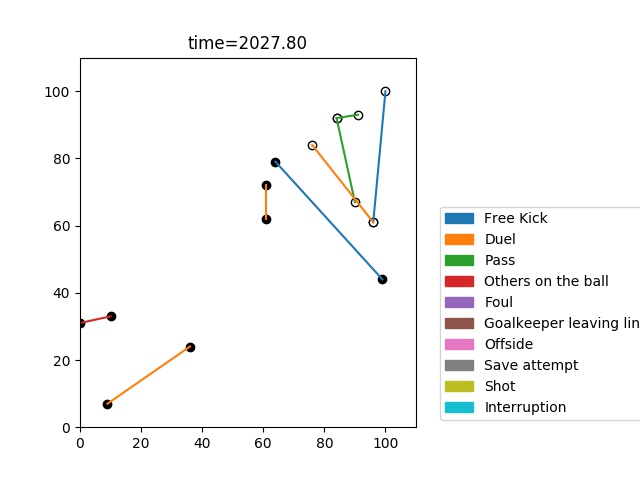 time=2027.80
100
80
60
40
20
0
0 20 40 60 80 100
Free Kick
Duel
Pass
Others on the ball
Foul
Goalkeeper leaving lin
Offside
Save attempt
Shot
Interruption